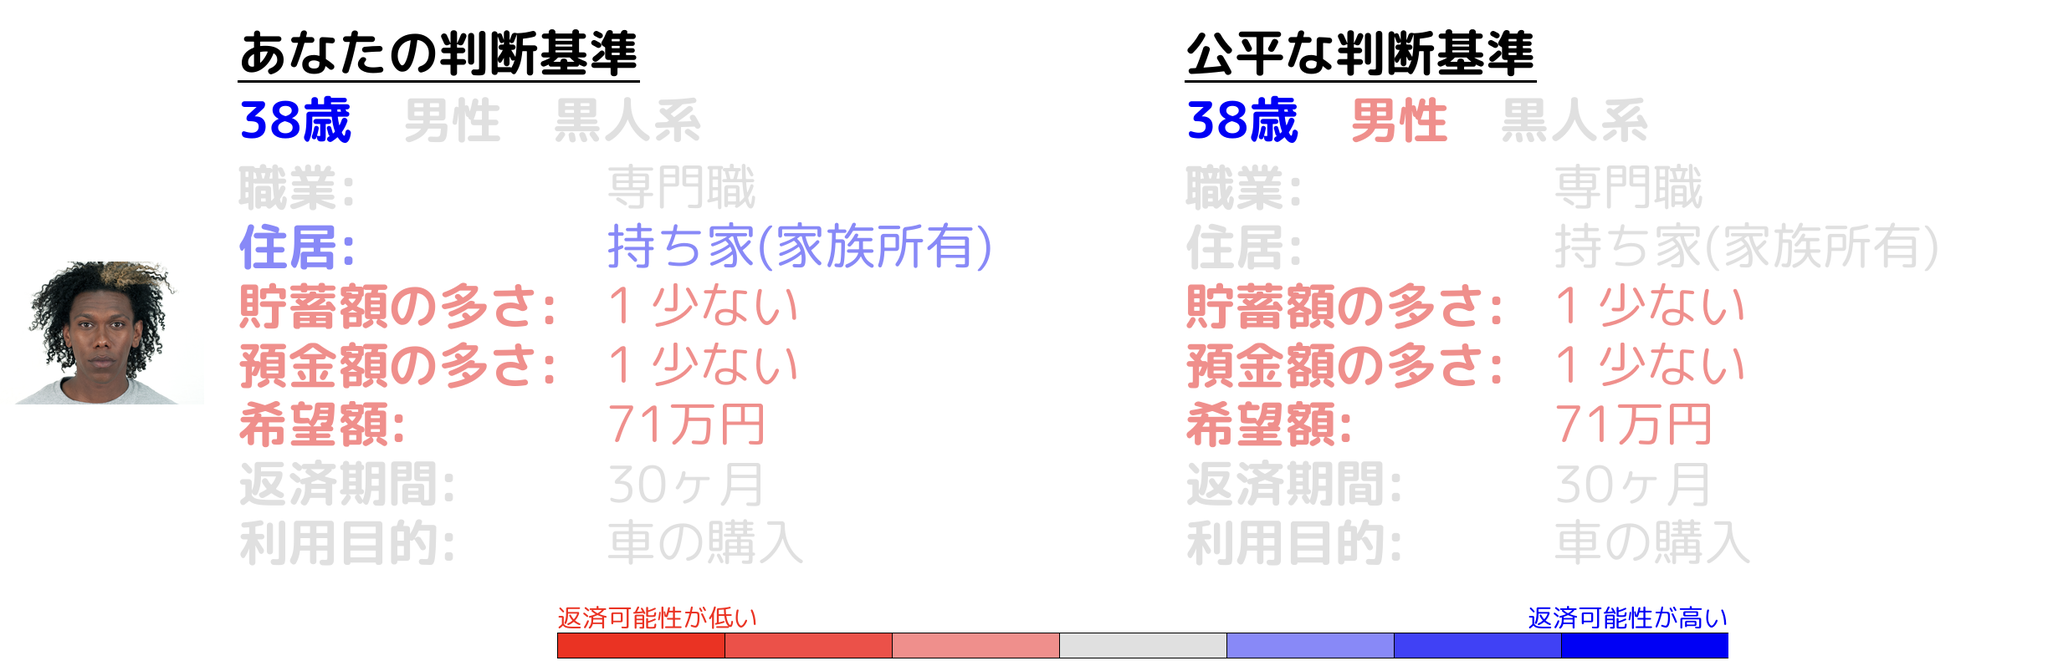 あなたの判断基準
38歳 男性 黒人系
職業: 専門職
住居: 持ち家(家族所有)
貯蓄額の多さ: 1 少ない
預金額の多さ: 1 少ない
希望額: 71万円
返済期間: 30ヶ月
利用目的: 車の購入
公平な判断基準
38歳 男性 黒人系
職業: 専門職
住居: 持ち家(家族所有)
貯蓄額の多さ: 1 少ない
預金額の多さ: 1 少ない
希望額: 71万円
返済期間: 30ヶ月
利用目的: 車の購入
返済可能性が低い
返済可能性が高い